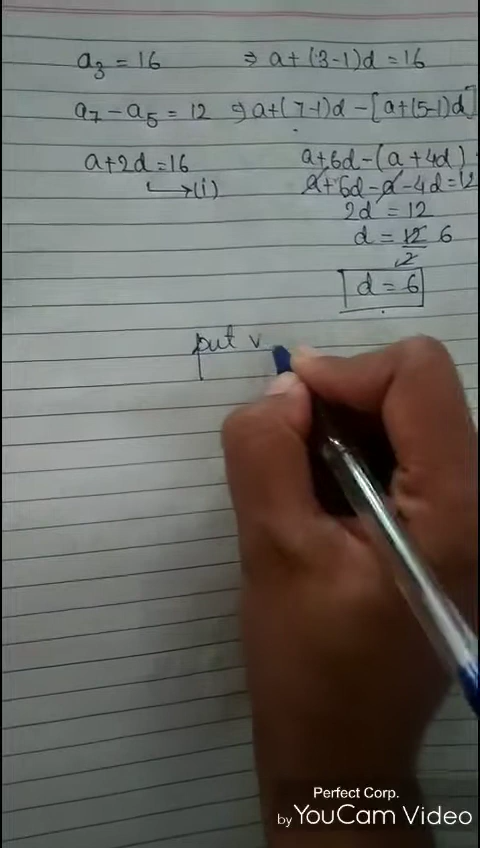 a₃ = 16 ⇒ a + (3-1)d = 16
a₇ - a₅ = 12 ⇒ a+(7-1)d - [a+(5-1)d]
a+2d = 16 a+6d-(a+4d)
↳(i) a+6d-a-4d=12
2d = 12
d = 12/2 6
d = 6
put v
Perfect Corp.
by YouCam Video